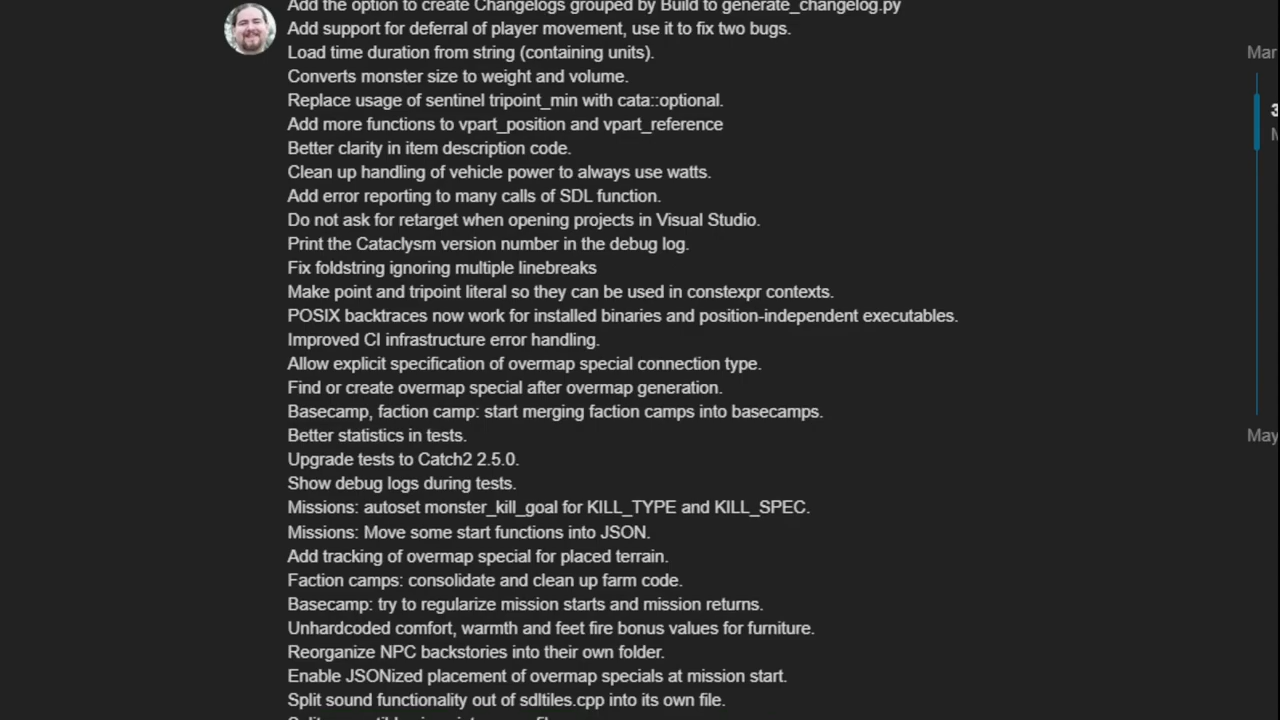 Add the option to create Changelogs grouped by Build to generate_changelog.py
Add support for deferral of player movement, use it to fix two bugs.
Load time duration from string (containing units).
Mar
Converts monster size to weight and volume.
Replace usage of sentinel tripoint_min with cata::optional.
3
Add more functions to vpart_position and vpart_reference
Better clarity in item description code.
Clean up handling of vehicle power to always use watts.
Add error reporting to many calls of SDL function.
Do not ask for retarget when opening projects in Visual Studio.
Print the Cataclysm version number in the debug log.
Fix foldstring ignoring multiple linebreaks
Make point and tripoint literal so they can be used in constexpr contexts.
POSIX backtraces now work for installed binaries and position-independent executables.
Improved CI infrastructure error handling.
Allow explicit specification of overmap special connection type.
Find or create overmap special after overmap generation.
Basecamp, faction camp: start merging faction camps into basecamps.
Better statistics in tests.
May
Upgrade tests to Catch2 2.5.0.
Show debug logs during tests.
Missions: autoset monster_kill_goal for KILL_TYPE and KILL_SPEC.
Missions: Move some start functions into JSON.
Add tracking of overmap special for placed terrain.
Faction camps: consolidate and clean up farm code.
Basecamp: try to regularize mission starts and mission returns.
Unhardcoded comfort, warmth and feet fire bonus values for furniture.
Reorganize NPC backstories into their own folder.
Enable JSONized placement of overmap specials at mission start.
Split sound functionality out of sdltiles.cpp into its own file.